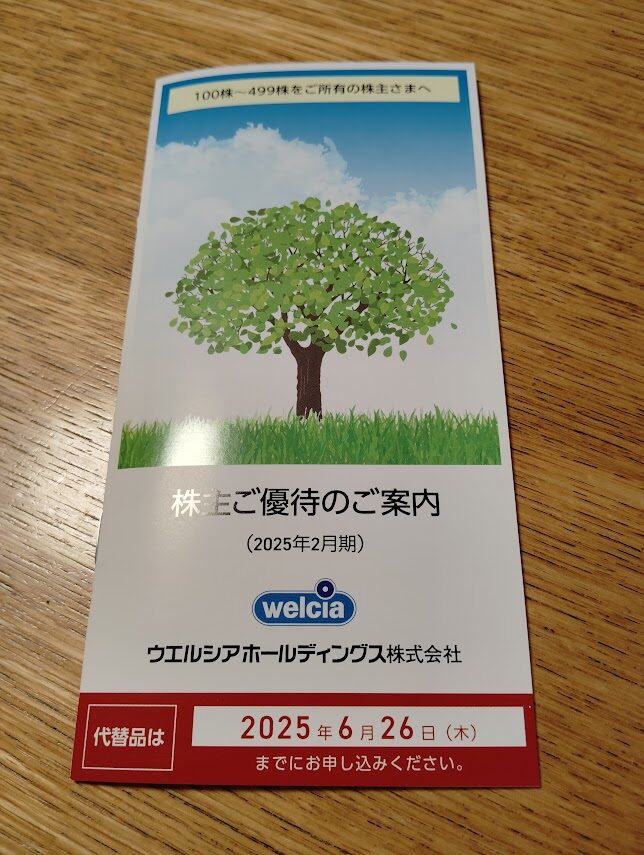 100株～499株をご所有の株主さまへ
株主ご優待のご案内
（2025年2月期）
welcia
ウエルシアホールディングス株式会社
代替品は
2025年6月26日（木）
までにお申し込みください。